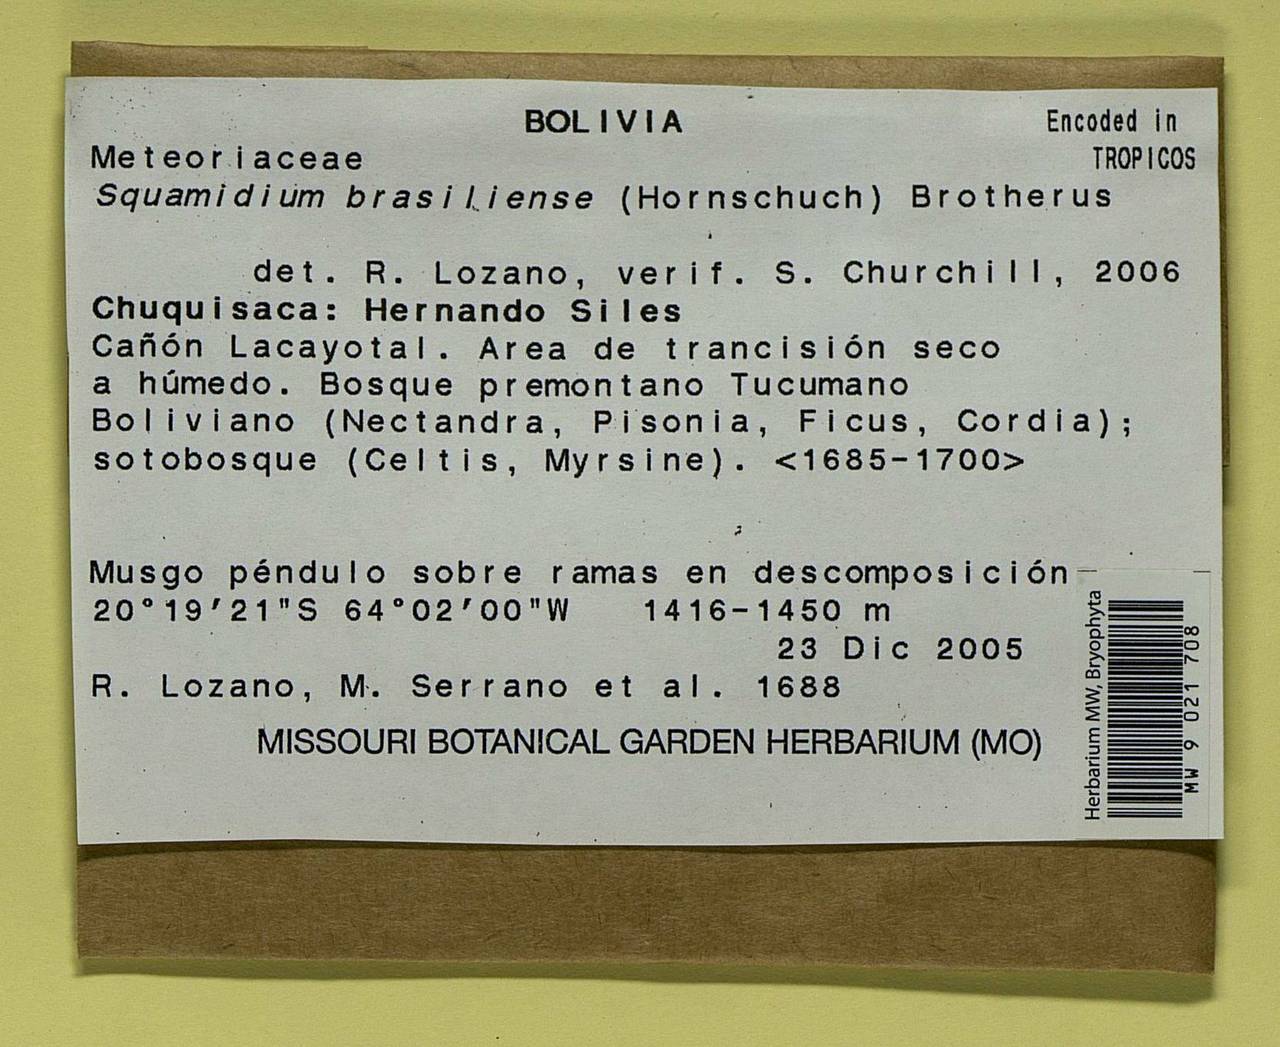 BOLIVIA
Encoded in
TROPICOS
Meteoriaceae
Squamidium brasiliense (Hornschuch) Brotherus
det. R. Lozano, verif. S. Churchill, 2006
Chuquisaca: Hernando Siles
Cañón Lacayotal. Area de trancisión seco
a húmedo. Bosque premontano Tucumano
Boliviano (Nectandra, Pisonia, Ficus, Cordia);
sotobosque (Celtis, Myrsine). <1685-1700>
Musgo péndulo sobre ramas en descomposición
20°19'21"S 64°02'00"W 1416-1450 m
23 Dic 2005
R. Lozano, M. Serrano et al. 1688
MISSOURI BOTANICAL GARDEN HERBARIUM (MO)
Herbarium MW, Bryophyta
MW 9 021 708